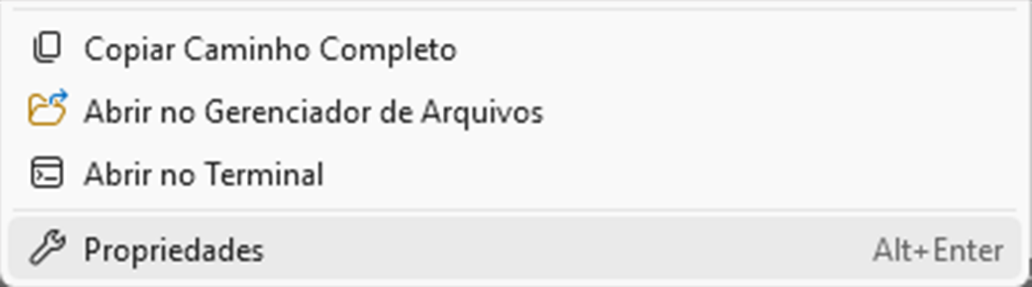 Copiar Caminho Completo
Abrir no Gerenciador de Arquivos
Abrir no Terminal
Propriedades Alt+Enter